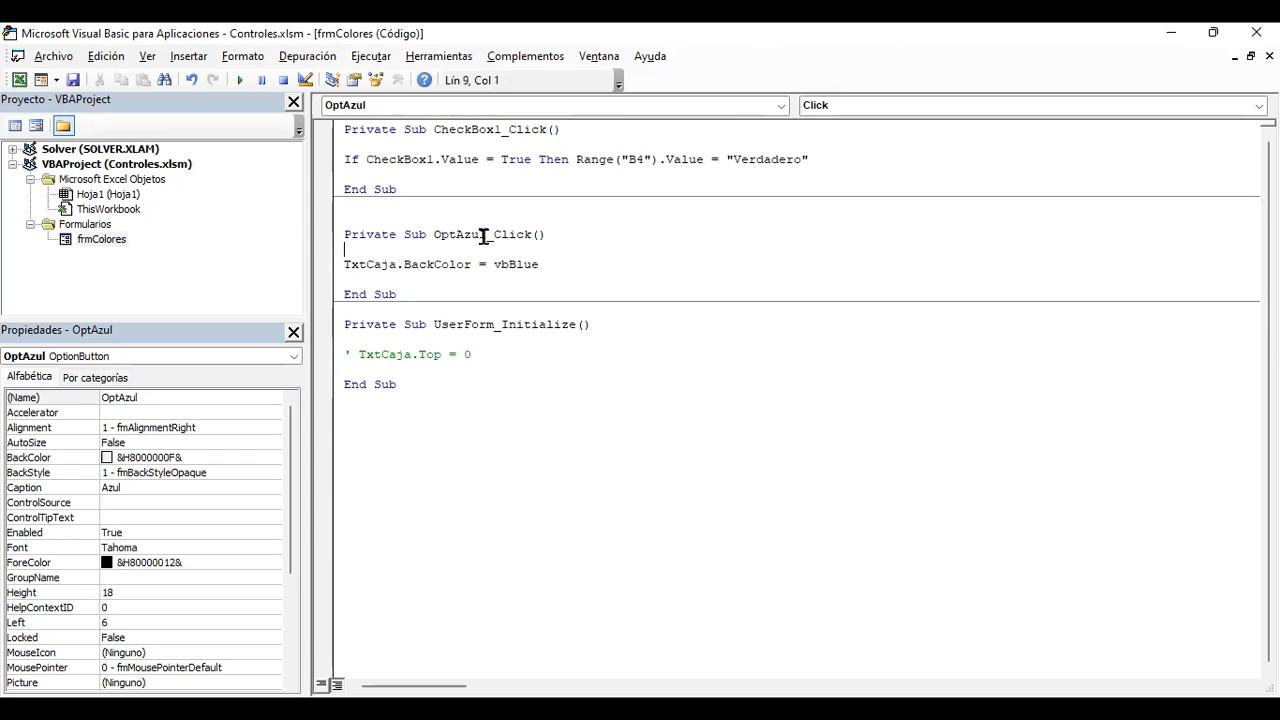 Microsoft Visual Basic para Aplicaciones - Controles.xlsm - [frmColores (Código)]
Archivo Edición Ver Insertar Formato Depuración Ejecutar Herramientas Complementos Ventana Ayuda
Lín 9, Col 1
Proyecto - VBAProject
Solver (SOLVER.XLAM)
VBAProject (Controles.xlsm)
Microsoft Excel Objetos
Hoja1 (Hoja1)
ThisWorkbook
Formularios
frmColores
Propiedades - OptAzul
OptAzul OptionButton
Alfabética Por categorías
(Name) OptAzul
Accelerator
Alignment 1 - fmAlignmentRight
AutoSize False
BackColor &H8000000F&
BackStyle 1 - fmBackStyleOpaque
Caption Azul
ControlSource
ControlTipText
Enabled True
Font Tahoma
ForeColor &H80000012&
GroupName
Height 18
HelpContextID 0
Left 6
Locked False
MouseIcon (Ninguno)
MousePointer 0 - fmMousePointerDefault
Picture (Ninguno)
OptAzul Click
Private Sub CheckBox1_Click()
If CheckBox1.Value = True Then Range("B4").Value = "Verdadero"
End Sub
Private Sub OptAzul_Click()
TxtCaja.BackColor = vbBlue
End Sub
Private Sub UserForm_Initialize()
' TxtCaja.Top = 0
End Sub